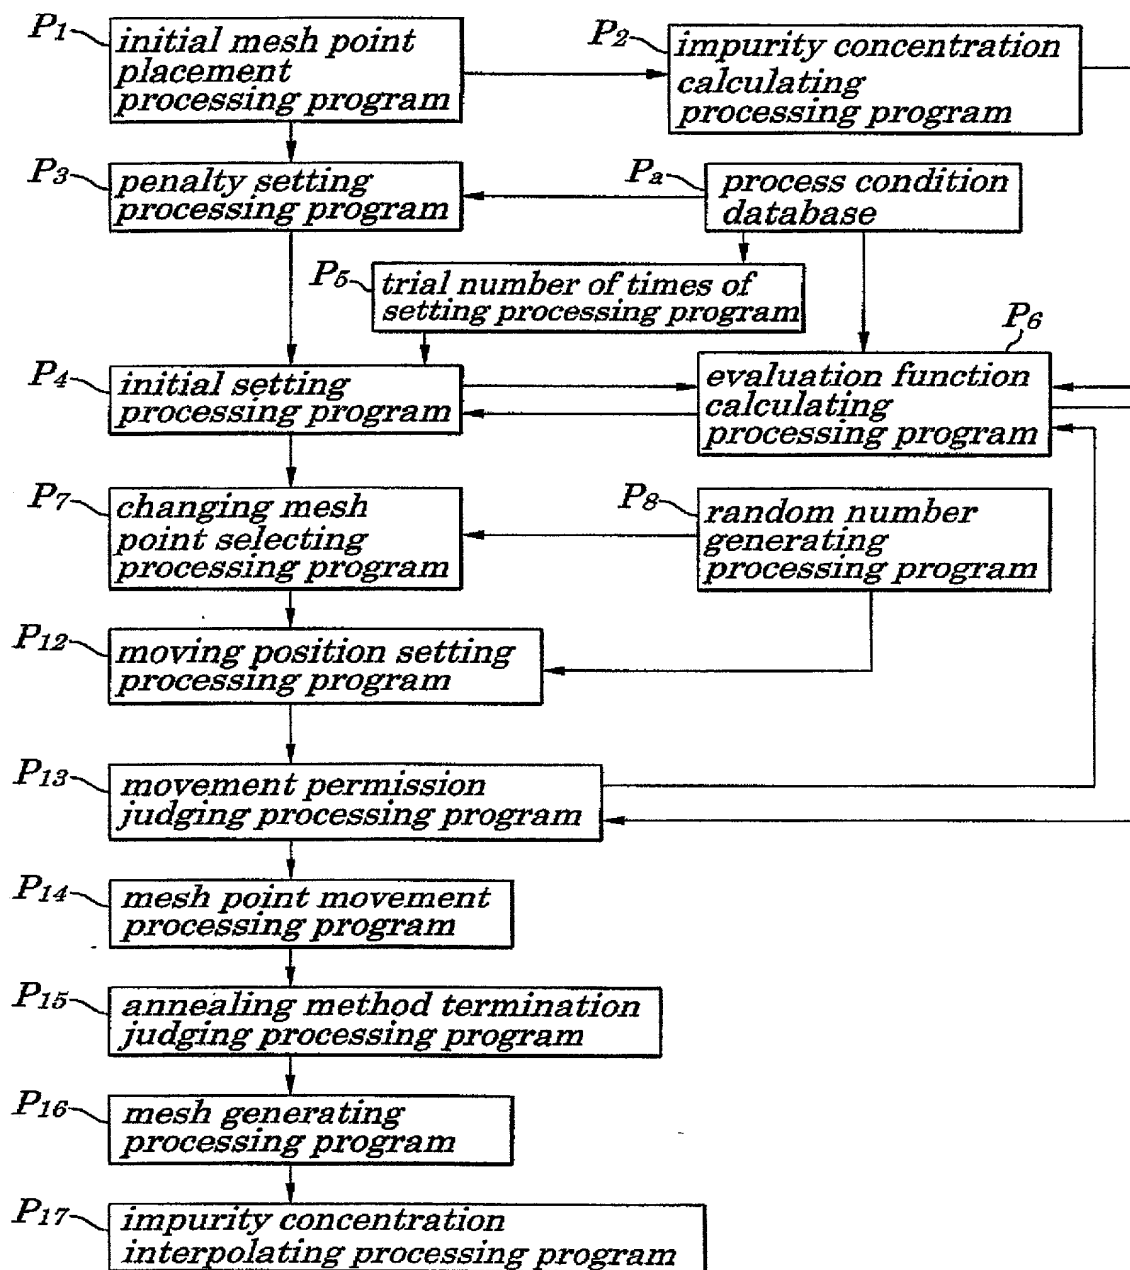 P1
initial mesh point
placement
processing program
P2
impurity concentration
calculating
processing program
P3
penalty setting
processing program
Pa
process condition
database
P5
trial number of times of
setting processing program
P4
initial setting
processing program
P6
evaluation function
calculating
processing program
P7
changing mesh
point selecting
processing program
P8
random number
generating
processing program
P12
moving position setting
processing program
P13
movement permission
judging processing program
P14
mesh point movement
processing program
P15
annealing method termination
judging processing program
P16
mesh generating
processing program
P17
impurity concentration
interpolating processing program